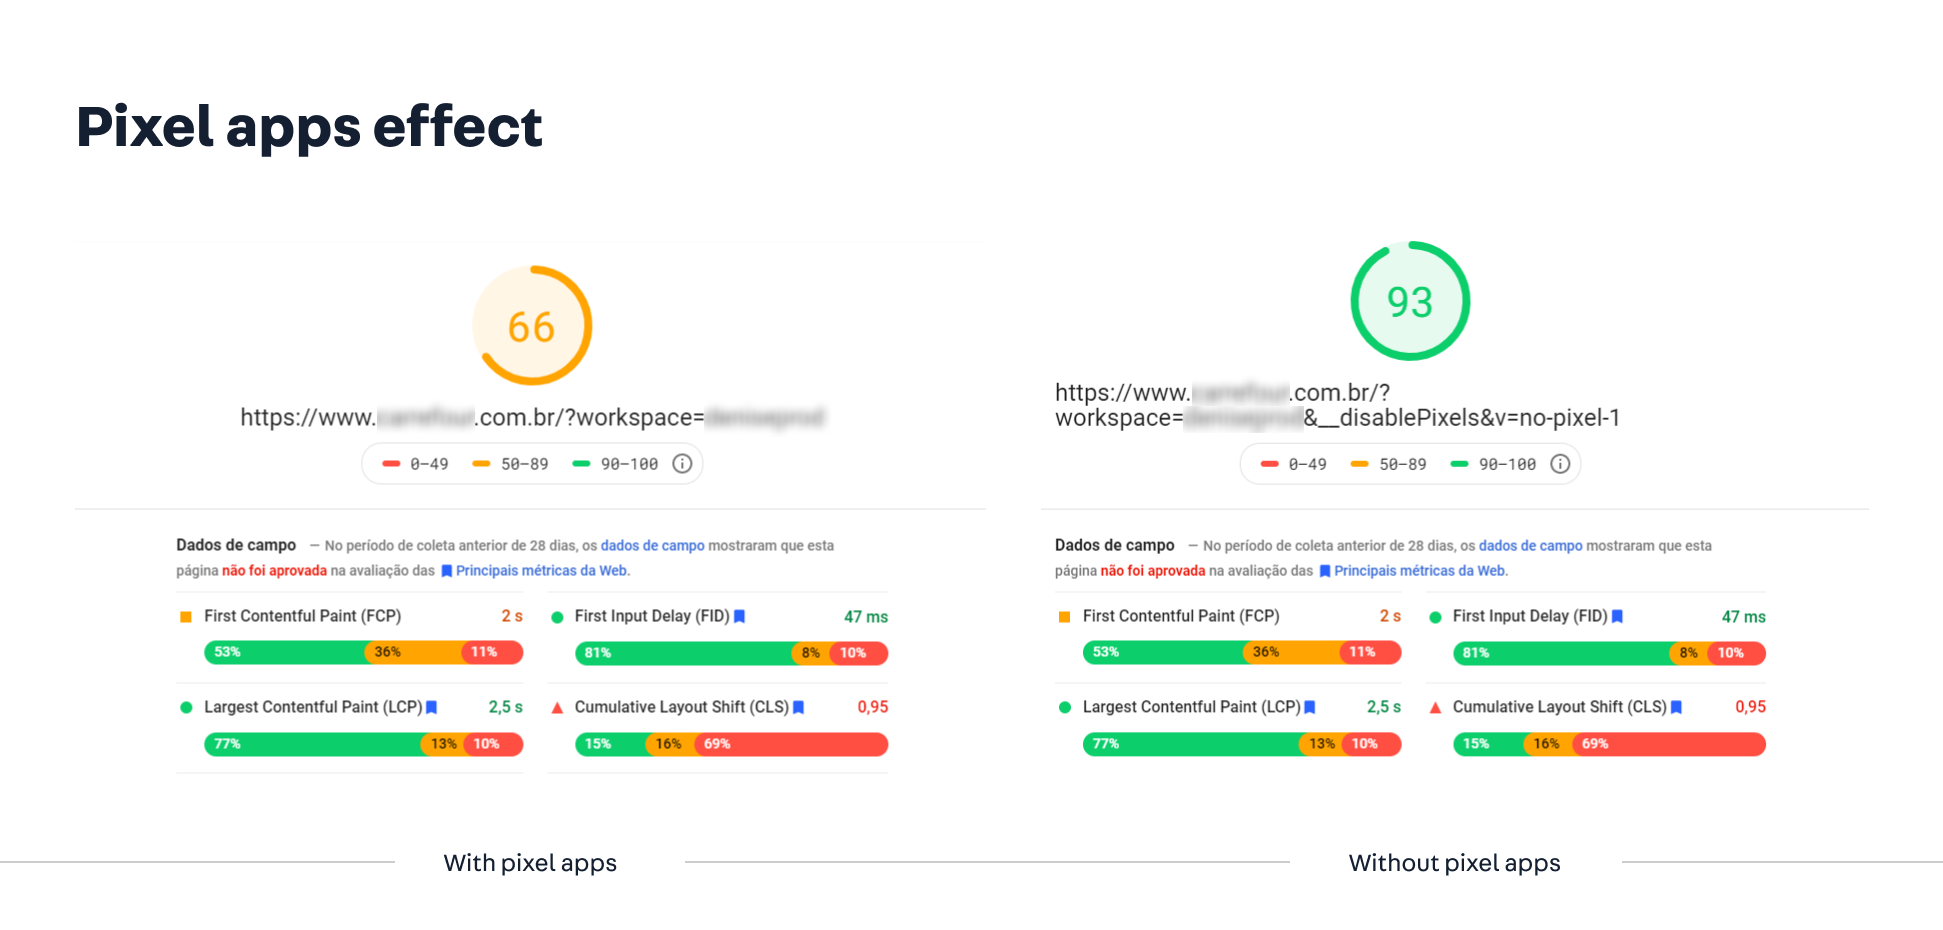 Pixel apps effect
66
https://www. .com.br/?workspace=
0–49 50–89 90–100
Dados de campo — No período de coleta anterior de 28 dias, os dados de campo mostraram que esta
página não foi aprovada na avaliação das Principais métricas da Web.
First Contentful Paint (FCP) 2 s
53% 36% 11%
First Input Delay (FID) 47 ms
81% 8% 10%
Largest Contentful Paint (LCP) 2,5 s
77% 13% 10%
Cumulative Layout Shift (CLS) 0,95
15% 16% 69%
With pixel apps
93
https://www. .com.br/?
workspace= &__disablePixels&v=no-pixel-1
0–49 50–89 90–100
Dados de campo — No período de coleta anterior de 28 dias, os dados de campo mostraram que esta
página não foi aprovada na avaliação das Principais métricas da Web.
First Contentful Paint (FCP) 2 s
53% 36% 11%
First Input Delay (FID) 47 ms
81% 8% 10%
Largest Contentful Paint (LCP) 2,5 s
77% 13% 10%
Cumulative Layout Shift (CLS) 0,95
15% 16% 69%
Without pixel apps